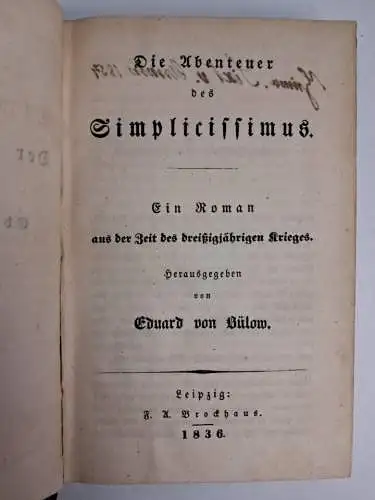 Die Abenteuer
des
Simplicissimus.
Ein Roman
aus der Zeit des dreißigjährigen Krieges.
Herausgegeben
von
Eduard von Bülow.
Leipzig:
F. A. Brockhaus.
1836.